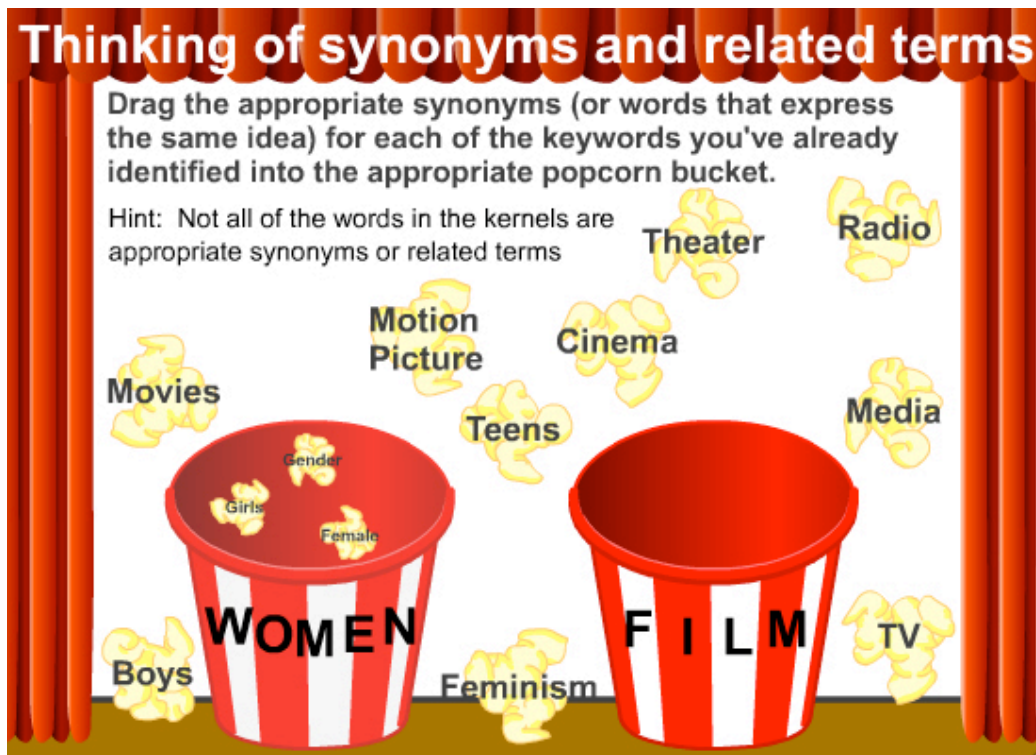 Thinking of synonyms and related terms
Drag the appropriate synonyms (or words that express
the same idea) for each of the keywords you've already
identified into the appropriate popcorn bucket.
Hint: Not all of the words in the kernels are
appropriate synonyms or related terms
Theater
Radio
Motion
Picture
Cinema
Movies
Teens
Media
Gender
Girls
Female
WOMEN
FILM
TV
Boys
Feminism